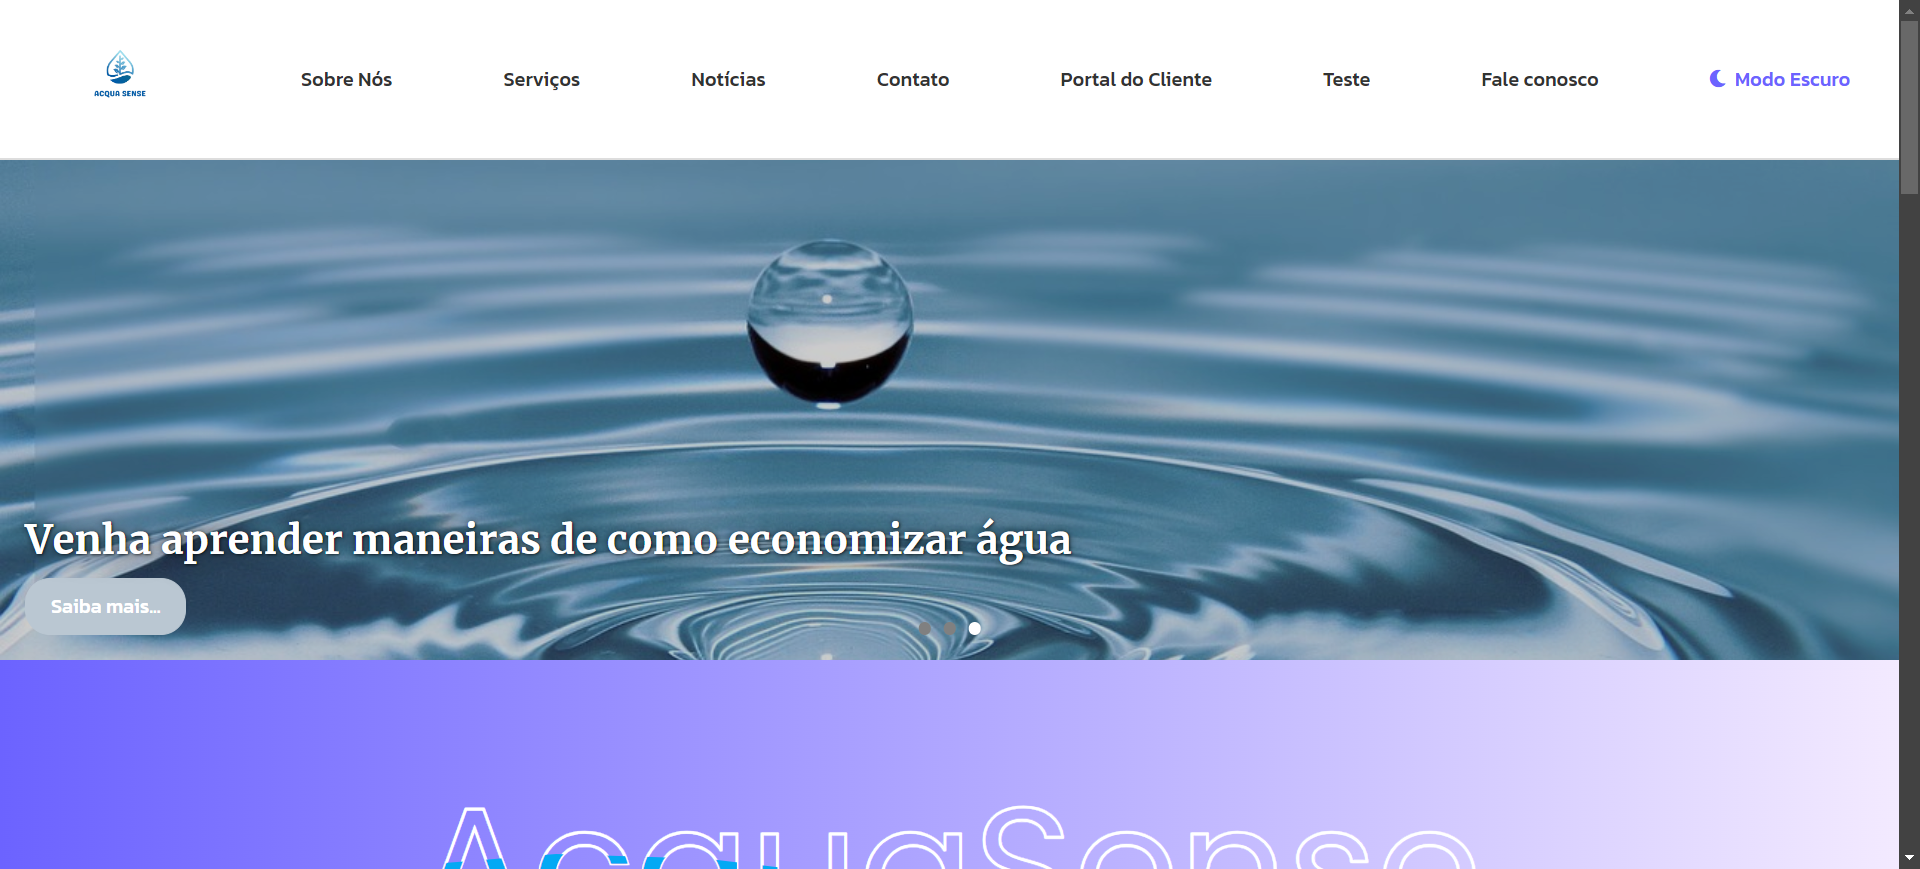 ACQUA SENSE
Sobre Nós
Serviços
Notícias
Contato
Portal do Cliente
Teste
Fale conosco
Modo Escuro
Venha aprender maneiras de como economizar água
Saiba mais...
AcquaSense